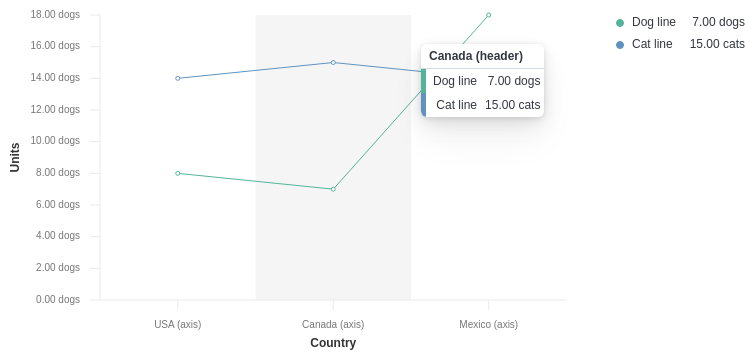 18.00 dogs
16.00 dogs
14.00 dogs
12.00 dogs
10.00 dogs
8.00 dogs
6.00 dogs
4.00 dogs
2.00 dogs
0.00 dogs
Units
USA (axis)
Canada (axis)
Mexico (axis)
Country
Canada (header)
Dog line 7.00 dogs
Cat line 15.00 cats
Dog line 7.00 dogs
Cat line 15.00 cats